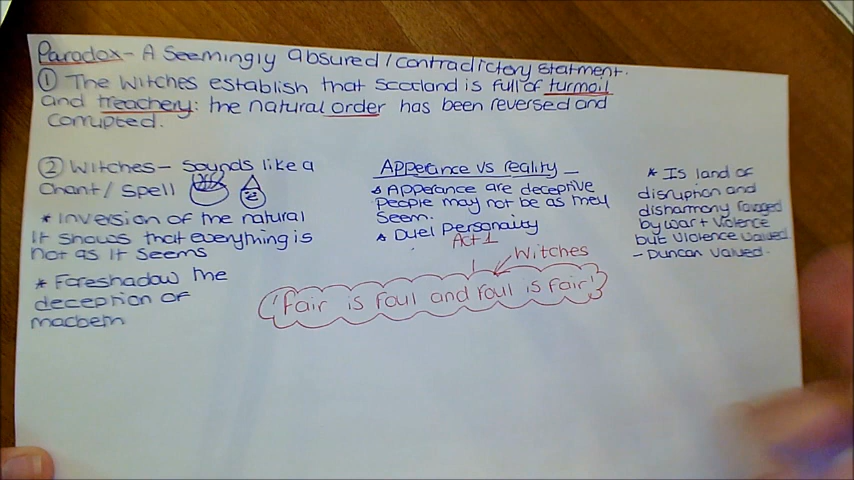 Paradox - A seemingly absured / contradictory statment.
① The witches establish that Scotland is full of turmoil
and treachery: the natural order has been reversed and
corrupted.
② Witches - sounds like a
chant / spell
* Inversion of the natural
It shows that everything is
not as it seems
* Foreshadow the
deception of
macbeth
Apperance vs reality -
* Apperance are deceptive
People may not be as they
seem.
* Duel Personality
Act 1
Witches
'Fair is foul and foul is fair'
* Is land of
disruption and
disharmony ravaged
by war + violence
but violence valued
- Duncan valued.